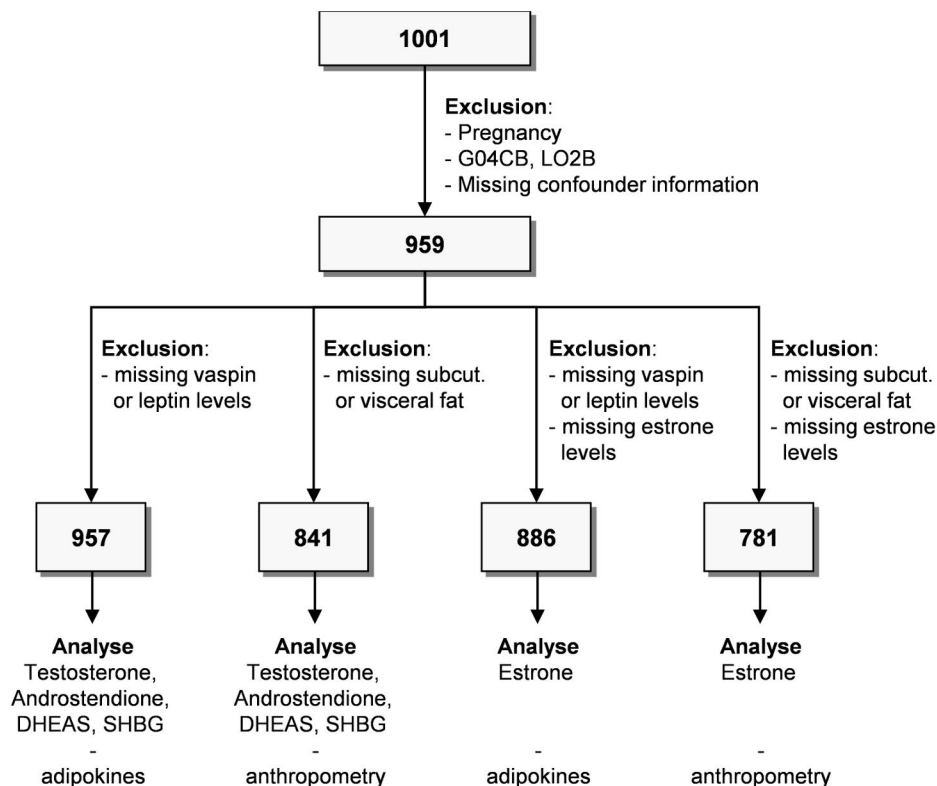 1001
Exclusion:
- Pregnancy
- G04CB, LO2B
- Missing confounder information
959
Exclusion:
- missing vaspin
or leptin levels
Exclusion:
- missing subcut.
or visceral fat
Exclusion:
- missing vaspin
or leptin levels
- missing estrone
levels
Exclusion:
- missing subcut.
or visceral fat
- missing estrone
levels
957
841
886
781
Analyse
Testosterone,
Androstendione,
DHEAS, SHBG
-
adipokines
Analyse
Testosterone,
Androstendione,
DHEAS, SHBG
-
anthropometry
Analyse
Estrone
-
adipokines
Analyse
Estrone
-
anthropometry